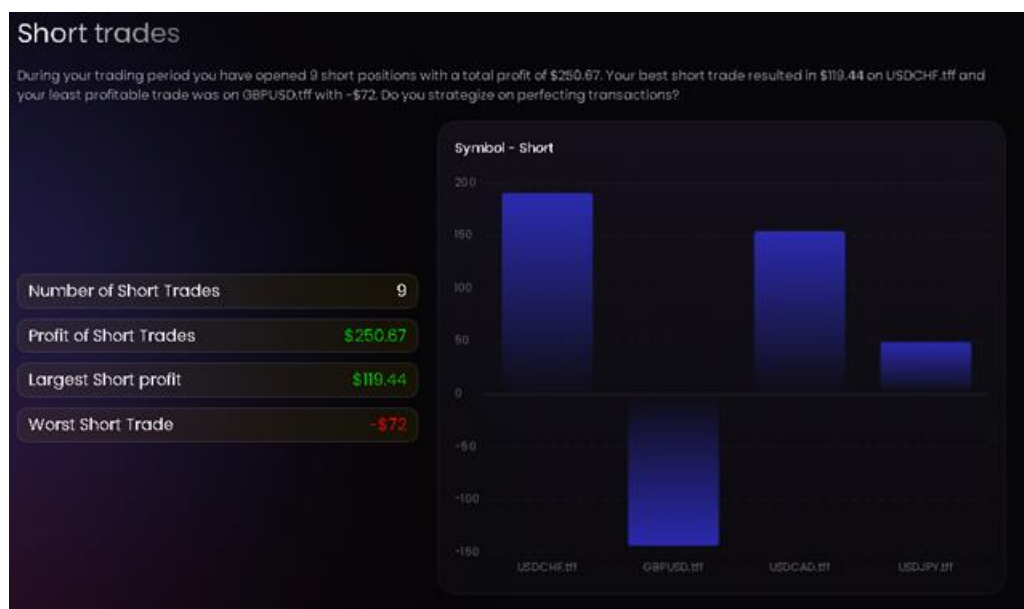 Short trades
During your trading period you have opened 9 short positions with a total profit of $250.67. Your best short trade resulted in $119.44 on USDCHF.tff and
your least profitable trade was on GBPUSD.tff with -$72. Do you strategize on perfecting transactions?
Number of Short Trades 9
Profit of Short Trades $250.67
Largest Short profit $119.44
Worst Short Trade -$72
Symbol - Short
200
150
100
50
0
-50
-100
-150
USDCHF.tff GBPUSD.tff USDCAD.tff USDJPY.tff